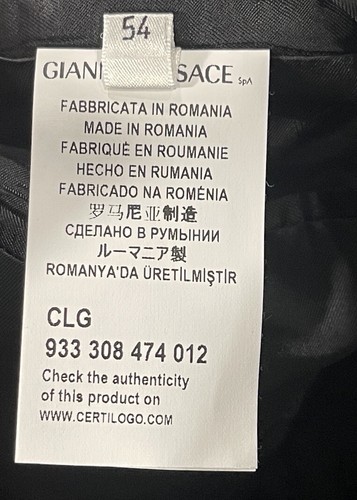 54
GIAN SACE SpA
FABBRICATA IN ROMANIA
MADE IN ROMANIA
FABRIQUÉ EN ROUMANIE
HECHO EN RUMANIA
FABRICADO NA ROMÉNIA
罗马尼亚制造
СДЕЛАНО В РУМЫНИИ
ルーマニア製
ROMANYA'DA ÜRETİLMİŞTİR
CLG
933 308 474 012
Check the authenticity
of this product on
WWW.CERTILOGO.COM